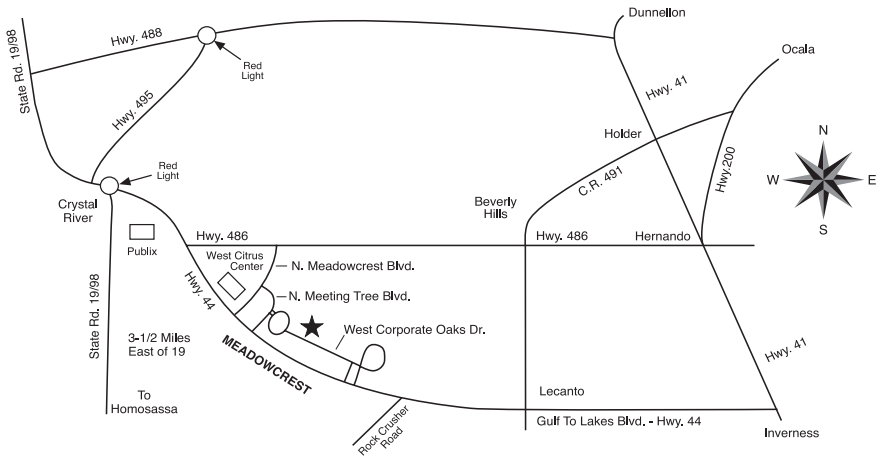 Dunnellon
Hwy. 488
State Rd. 19/98
Red
Light
Ocala
Hwy. 495
Hwy. 41
Holder
Red
Light
Hwy.200
C.R. 491
N
W
E
S
Crystal
River
Beverly
Hills
Publix
Hwy. 486
Hwy. 486
Hernando
West Citrus
Center
N. Meadowcrest Blvd.
Hwy. 44
N. Meeting Tree Blvd.
State Rd. 19/98
3-1/2 Miles
East of 19
West Corporate Oaks Dr.
MEADOWCREST
Hwy. 41
To
Homosassa
Lecanto
Rock Crusher
Road
Gulf To Lakes Blvd. - Hwy. 44
Inverness